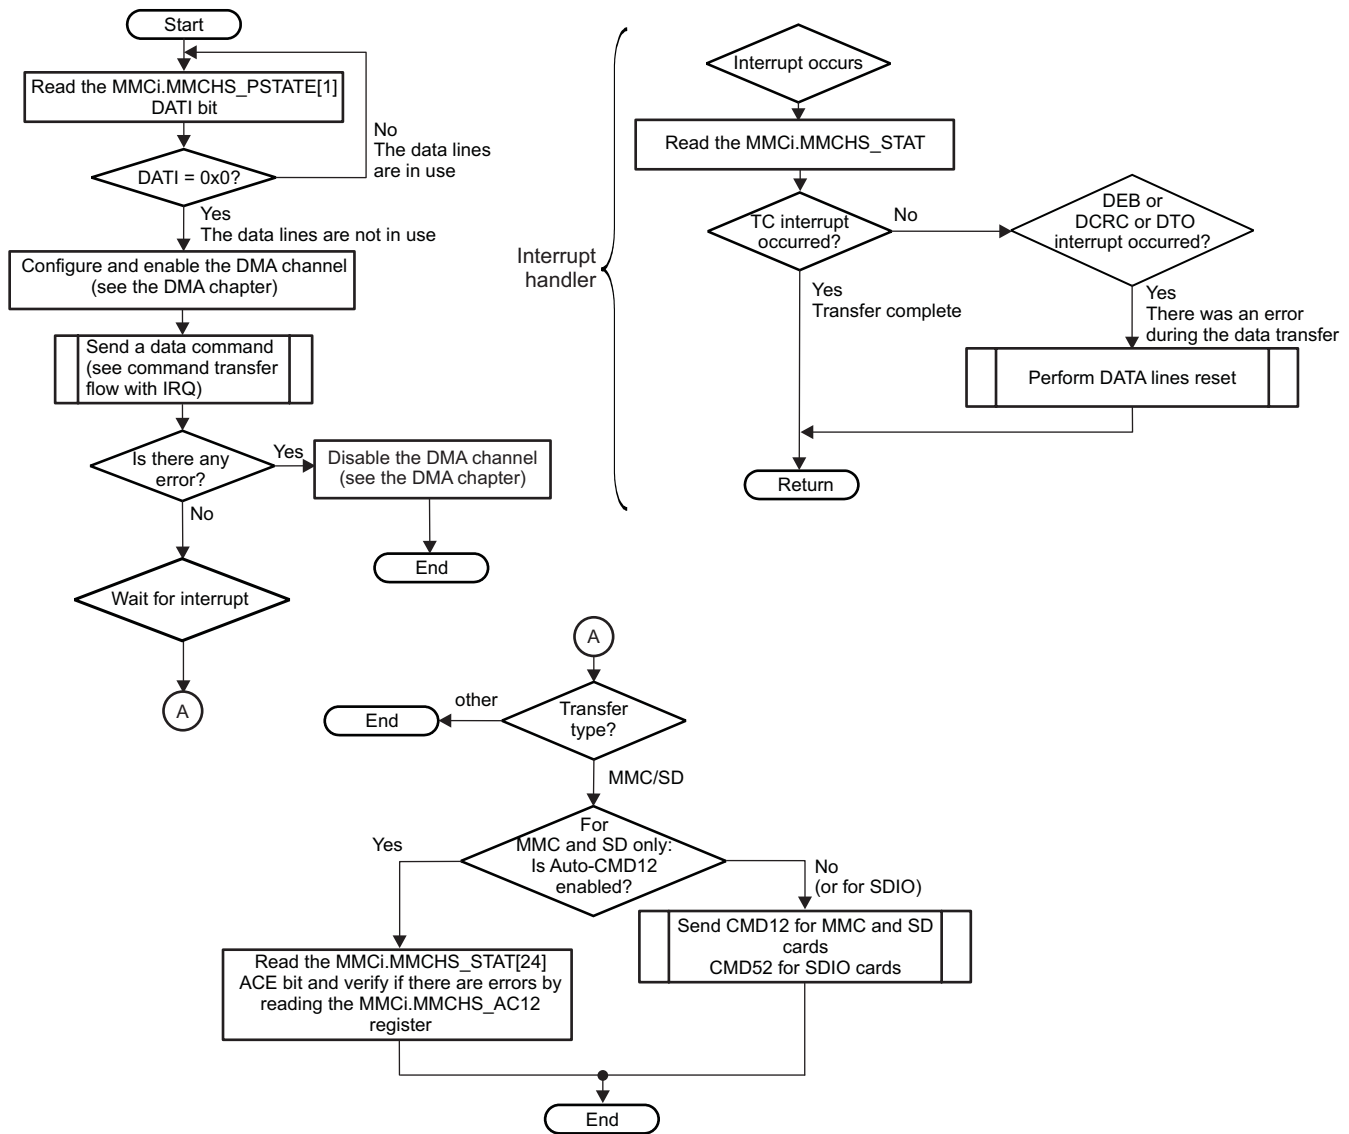 Start
Read the MMCi.MMCHS_PSTATE[1]
DATI bit
No
The data lines
are in use
DATI = 0x0?
Yes
The data lines are not in use
Configure and enable the DMA channel
(see the DMA chapter)
Send a data command
(see command transfer
flow with IRQ)
Is there any
error?
Yes
Disable the DMA channel
(see the DMA chapter)
No
End
Wait for interrupt
A
Interrupt
handler
Interrupt occurs
Read the MMCi.MMCHS_STAT
TC interrupt
occurred?
No
DEB or
DCRC or DTO
interrupt occurred?
Yes
Transfer complete
Yes
There was an error
during the data transfer
Perform DATA lines reset
Return
A
Transfer
type?
other
End
MMC/SD
For
MMC and SD only:
Is Auto-CMD12
enabled?
Yes
No
(or for SDIO)
Send CMD12 for MMC and SD
cards
CMD52 for SDIO cards
Read the MMCi.MMCHS_STAT[24]
ACE bit and verify if there are errors by
reading the MMCi.MMCHS_AC12
register
End